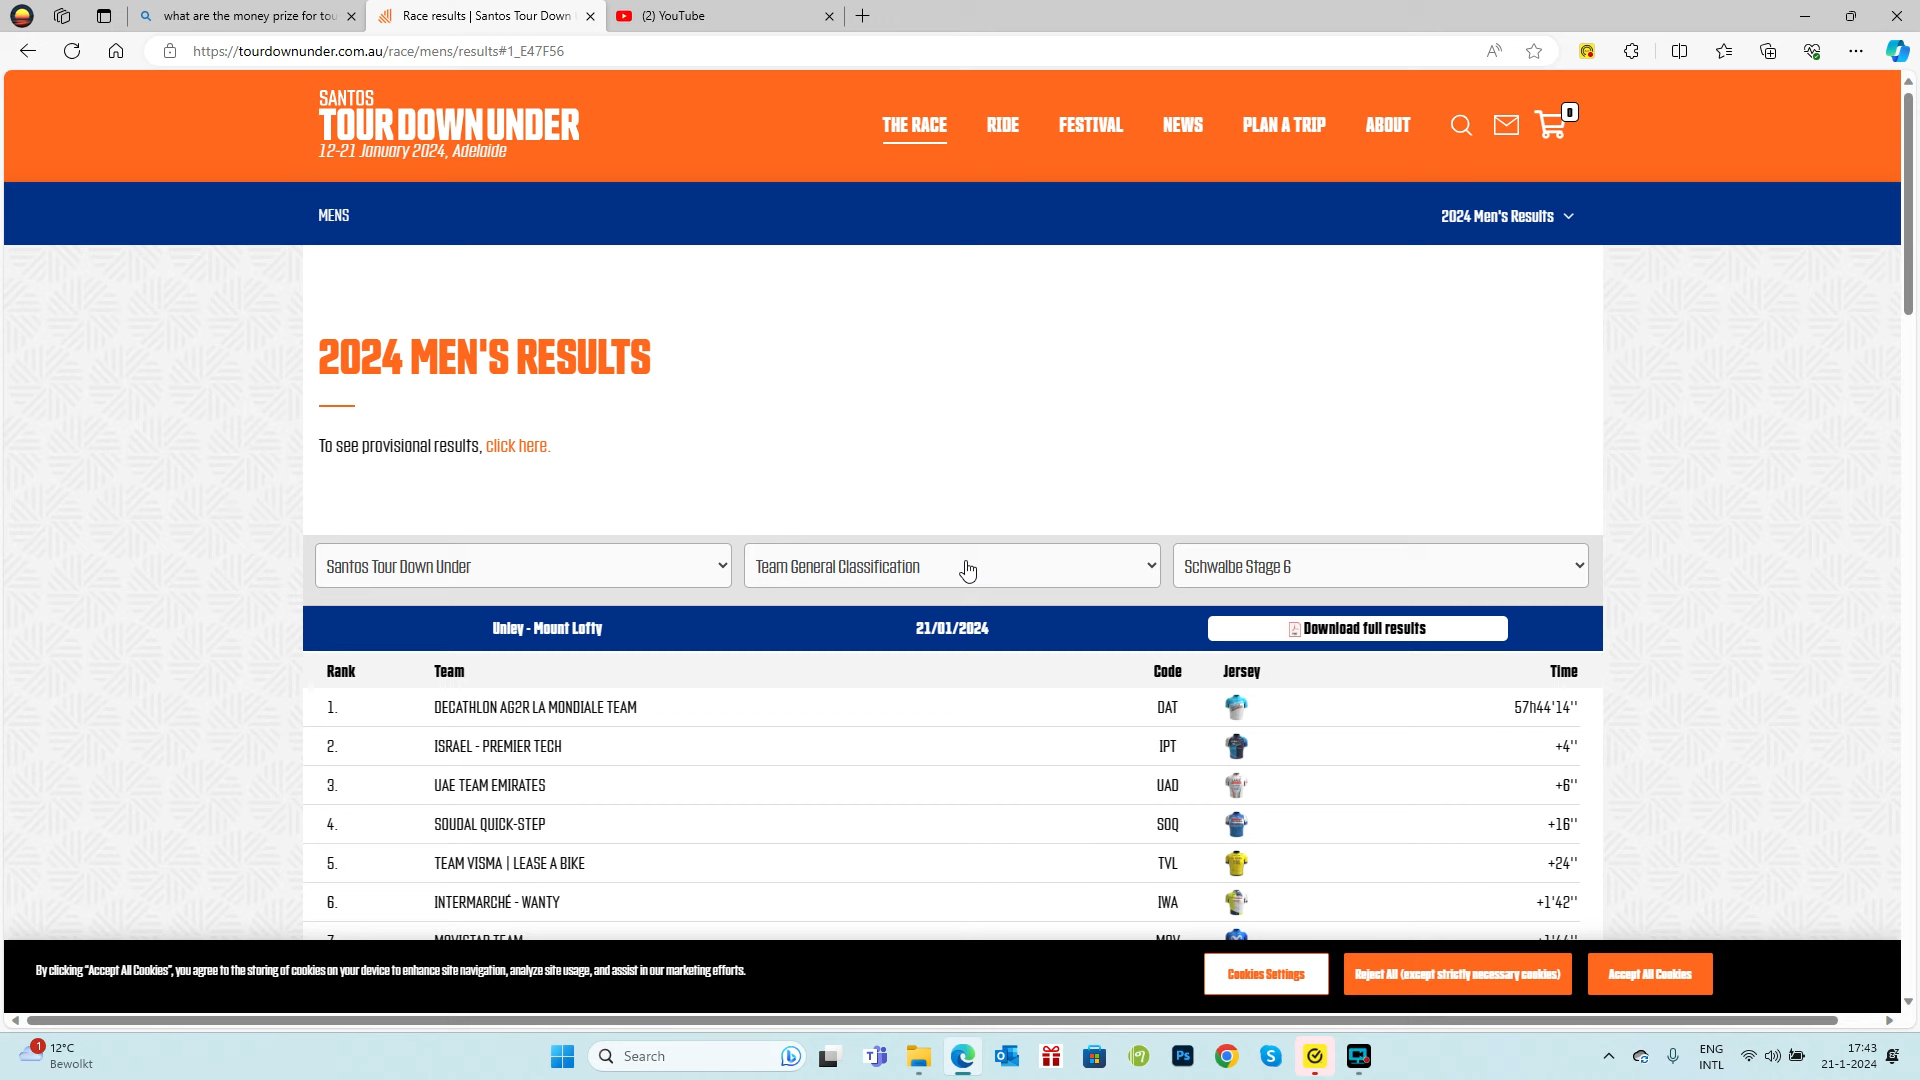 what are the money prize for tou
Race results | Santos Tour Down
(2) YouTube
https://tourdownunder.com.au/race/mens/results#1_E47F56
SANTOS
TOUR DOWN UNDER
12-21 January 2024, Adelaide
THE RACE
RIDE
FESTIVAL
NEWS
PLAN A TRIP
ABOUT
0
MENS
2024 Men's Results
2024 MEN'S RESULTS
To see provisional results, click here.
Santos Tour Down Under
Team General Classification
Schwalbe Stage 6
Unley - Mount Lofty
21/01/2024
Download full results
Rank Team Code Jersey Time
1. DECATHLON AG2R LA MONDIALE TEAM DAT 57h44'14''
2. ISRAEL - PREMIER TECH IPT +4''
3. UAE TEAM EMIRATES UAD +6''
4. SOUDAL QUICK-STEP SOQ +16''
5. TEAM VISMA | LEASE A BIKE TVL +24''
6. INTERMARCHÉ - WANTY IWA +1'42''
7. MOVISTAR TEAM MOV +1'44''
By clicking "Accept All Cookies", you agree to the storing of cookies on your device to enhance site navigation, analyze site usage, and assist in our marketing efforts.
Cookies Settings
Reject All (except strictly necessary cookies)
Accept All Cookies
1
12°C
Bewolkt
Search
Ps
ENG
INTL
17:43
21-1-2024